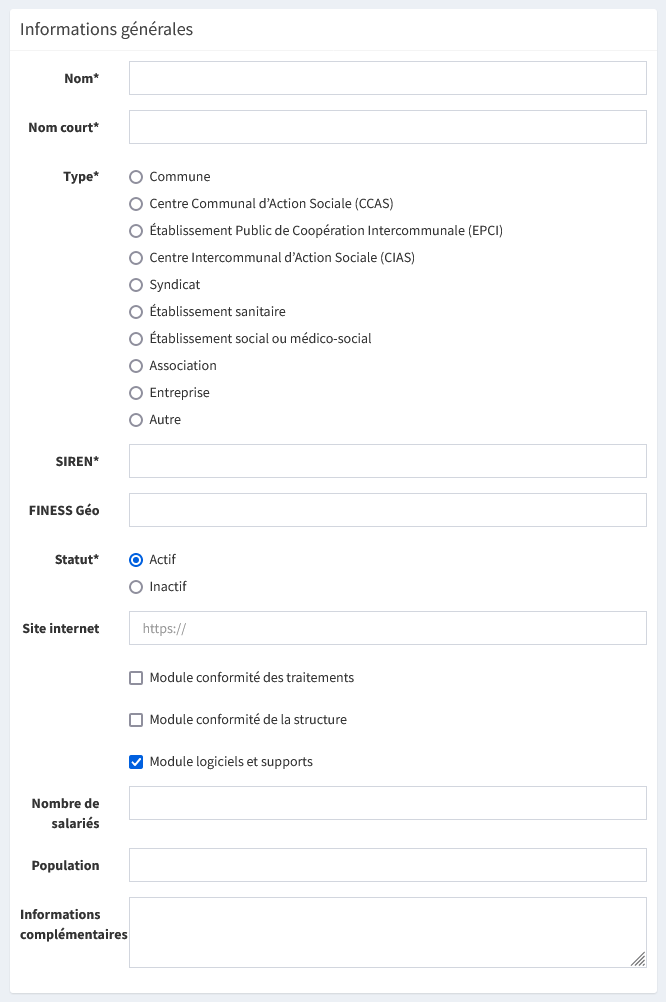 Informations générales
Nom*
Nom court*
Type*
Commune
Centre Communal d’Action Sociale (CCAS)
Établissement Public de Coopération Intercommunale (EPCI)
Centre Intercommunal d’Action Sociale (CIAS)
Syndicat
Établissement sanitaire
Établissement social ou médico-social
Association
Entreprise
Autre
SIREN*
FINESS Géo
Statut*
Actif
Inactif
Site internet
https://
Module conformité des traitements
Module conformité de la structure
Module logiciels et supports
Nombre de
salariés
Population
Informations
complémentaires